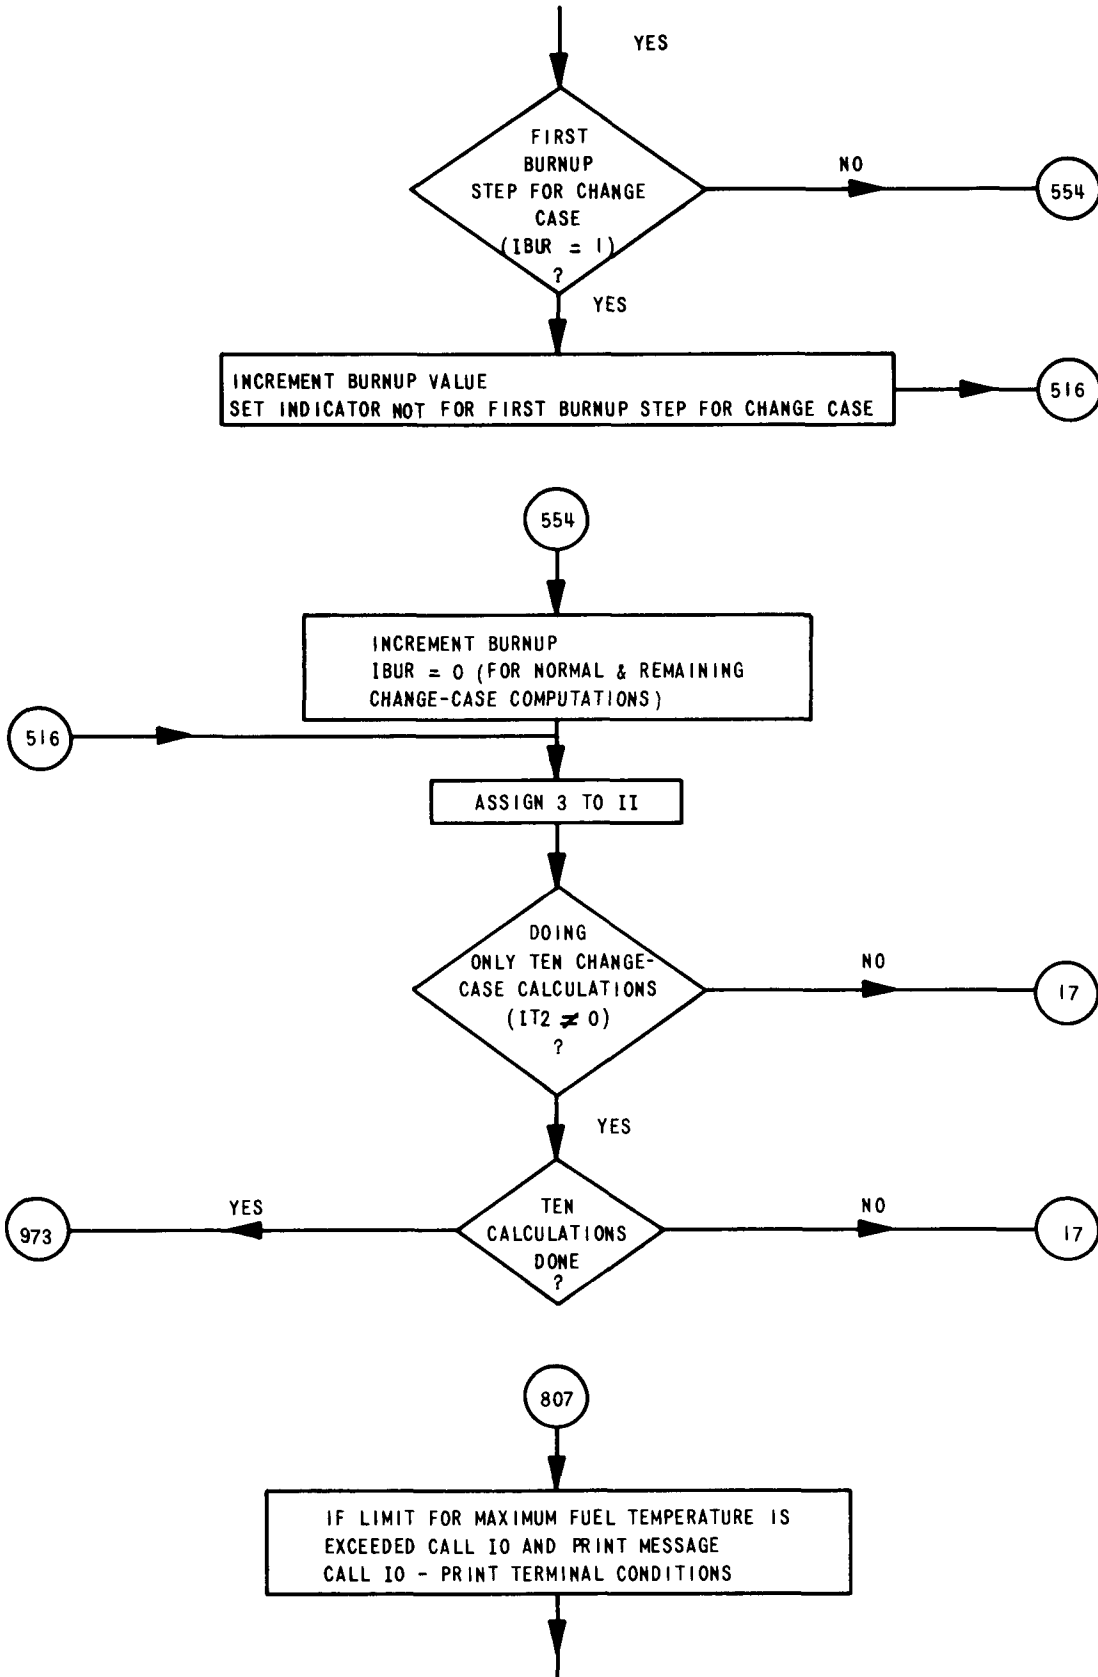 YES
FIRST
BURNUP
STEP FOR CHANGE
CASE
(IBUR = 1)
?
NO
554
YES
INCREMENT BURNUP VALUE
SET INDICATOR NOT FOR FIRST BURNUP STEP FOR CHANGE CASE
516
554
INCREMENT BURNUP
IBUR = 0 (FOR NORMAL & REMAINING
CHANGE-CASE COMPUTATIONS)
516
ASSIGN 3 TO II
DOING
ONLY TEN CHANGE-
CASE CALCULATIONS
(IT2 ≠ 0)
?
NO
17
YES
TEN
CALCULATIONS
DONE
?
YES
973
NO
17
807
IF LIMIT FOR MAXIMUM FUEL TEMPERATURE IS
EXCEEDED CALL IO AND PRINT MESSAGE
CALL IO - PRINT TERMINAL CONDITIONS